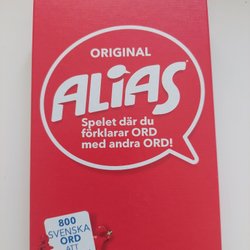 ORIGINAL
ALIAS
Spelet där du
förklarar ORD
med andra ORD!
800
SVENSKA
ORD
ATT